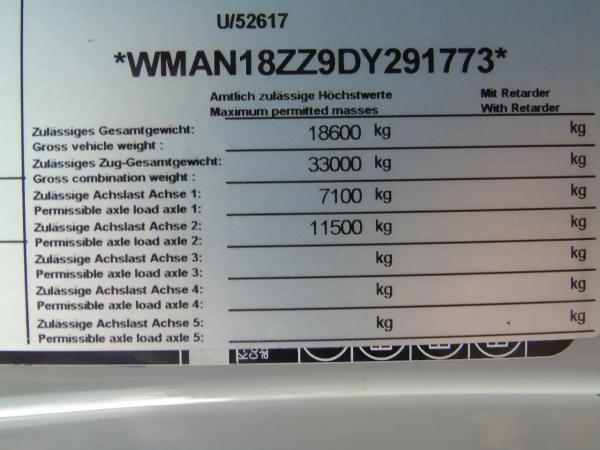 U/52617
*WMAN18ZZ9DY291773*
Amtlich zulässige Höchstwerte Mit Retarder
Maximum permitted masses With Retarder
Zulässiges Gesamtgewicht: 18600 kg kg
Gross vehicle weight :
Zulässiges Zug-Gesamtgewicht: 33000 kg kg
Gross combination weight :
Zulässige Achslast Achse 1: 7100 kg kg
Permissible axle load axle 1:
Zulässige Achslast Achse 2: 11500 kg kg
Permissible axle load axle 2:
Zulässige Achslast Achse 3: kg kg
Permissible axle load axle 3:
Zulässige Achslast Achse 4: kg kg
Permissible axle load axle 4:
Zulässige Achslast Achse 5: kg kg
Permissible axle load axle 5: